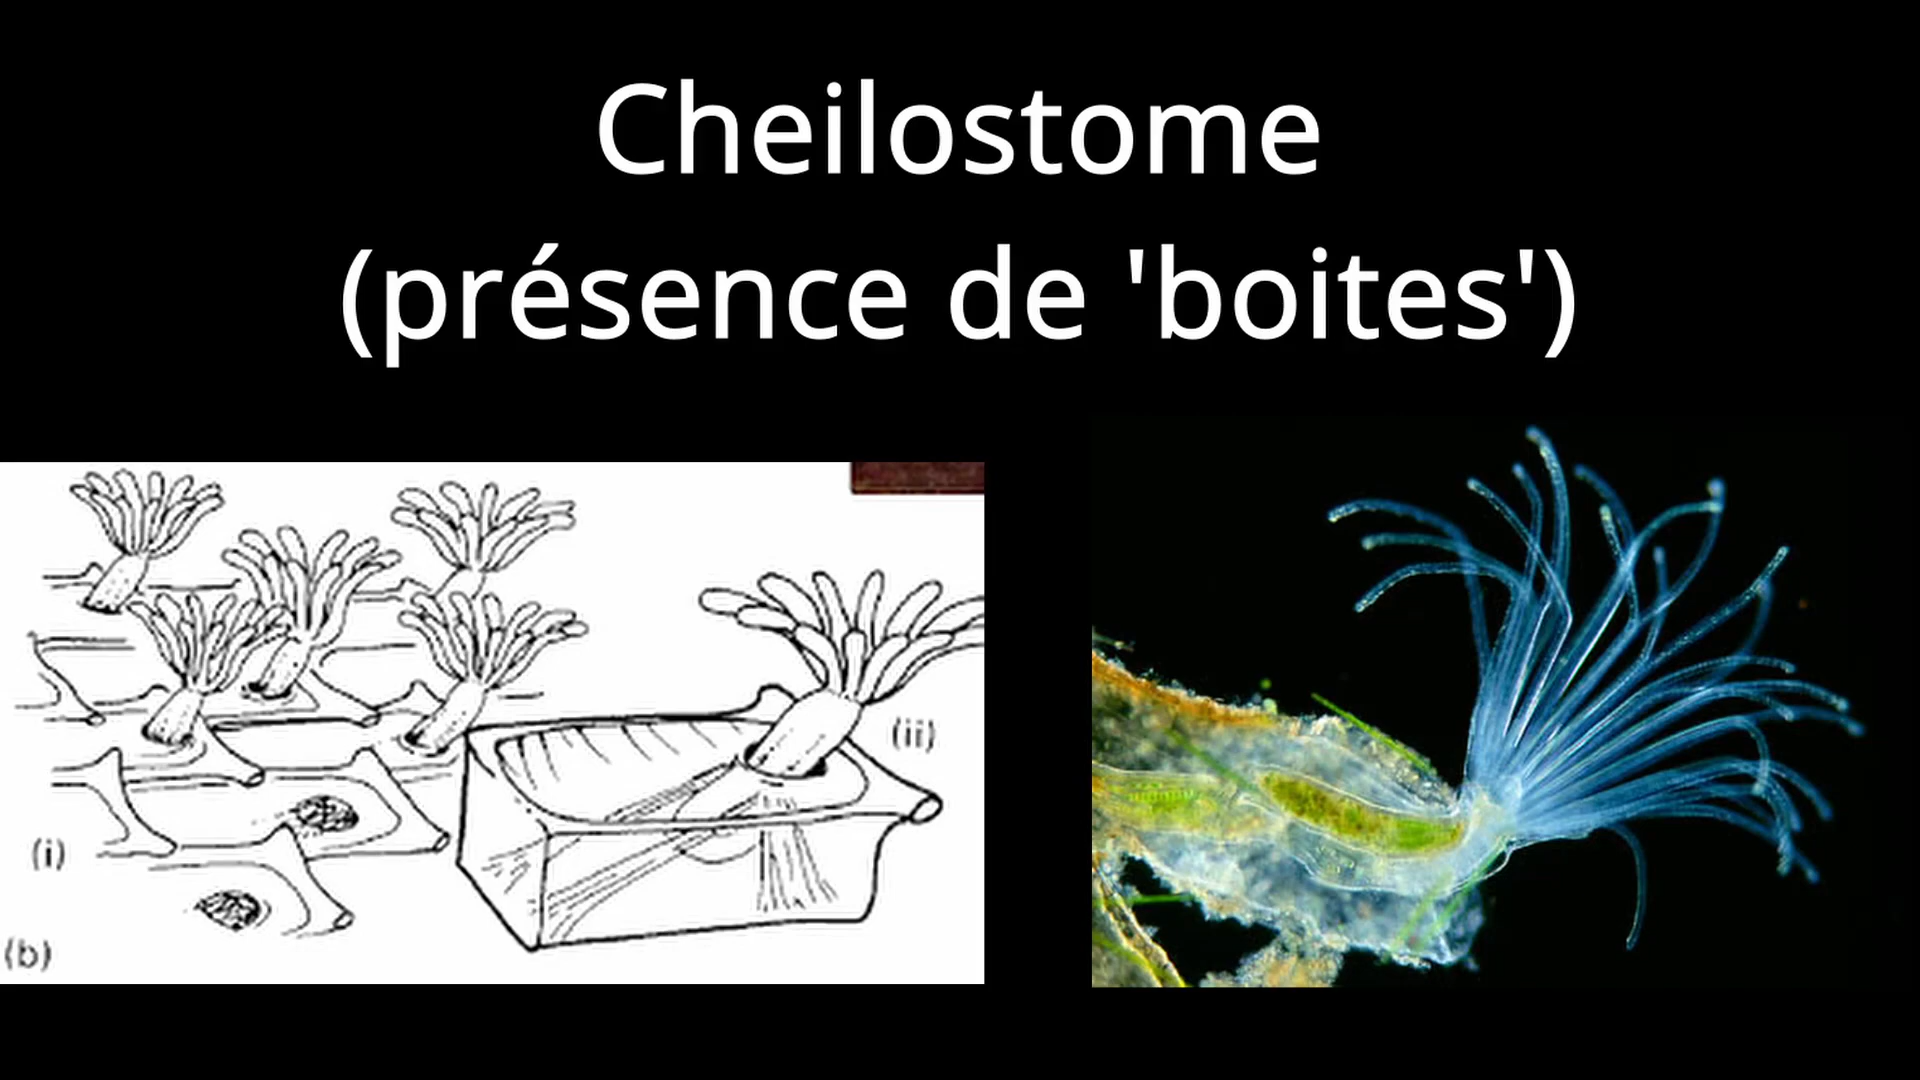 Cheilostome
(présence de 'boites')
(ii)
(i)
(b)